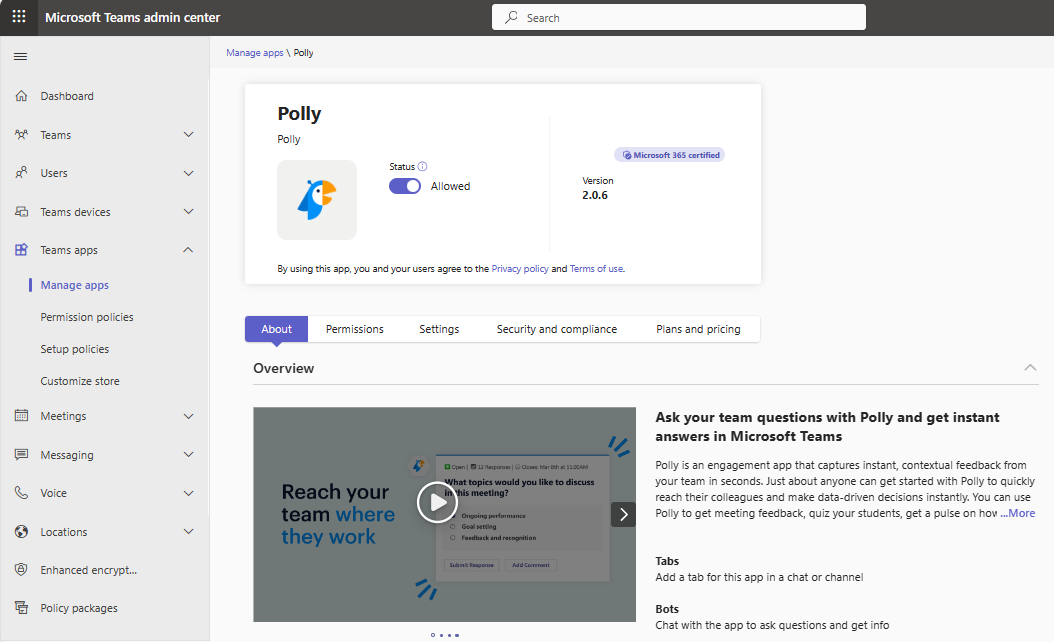 Microsoft Teams admin center
Search
Manage apps \ Polly
Dashboard
Teams
Users
Teams devices
Teams apps
Manage apps
Permission policies
Setup policies
Customize store
Meetings
Messaging
Voice
Locations
Enhanced encrypt...
Policy packages
Polly
Polly
Status
Allowed
Microsoft 365 certified
Version
2.0.6
By using this app, you and your users agree to the Privacy policy and Terms of use.
About Permissions Settings Security and compliance Plans and pricing
Overview
Reach your
team where
they work
Open | 12 Responses | Closes: Mar 8th at 11:00AM
What topics would you like to discuss
in this meeting?
Ongoing performance
Goal setting
Feedback and recognition
Submit Response Add Comment
Ask your team questions with Polly and get instant
answers in Microsoft Teams
Polly is an engagement app that captures instant, contextual feedback from
your team in seconds. Just about anyone can get started with Polly to quickly
reach their colleagues and make data-driven decisions instantly. You can use
Polly to get meeting feedback, quiz your students, get a pulse on how ...More
Tabs
Add a tab for this app in a chat or channel
Bots
Chat with the app to ask questions and get info